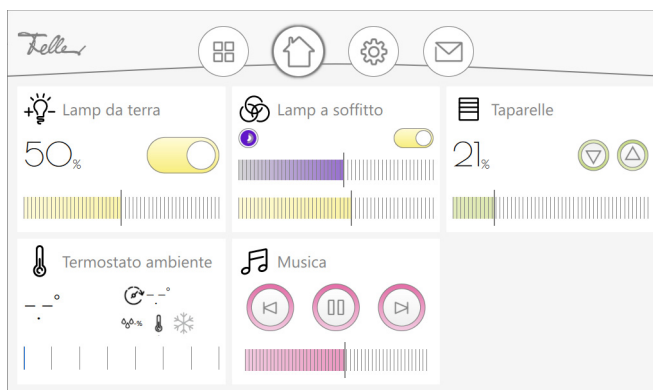 Feller
Lamp da terra
50%
Lamp a soffitto
Taparelle
21%
Termostato ambiente
--.-°
--.-°
--%
Musica